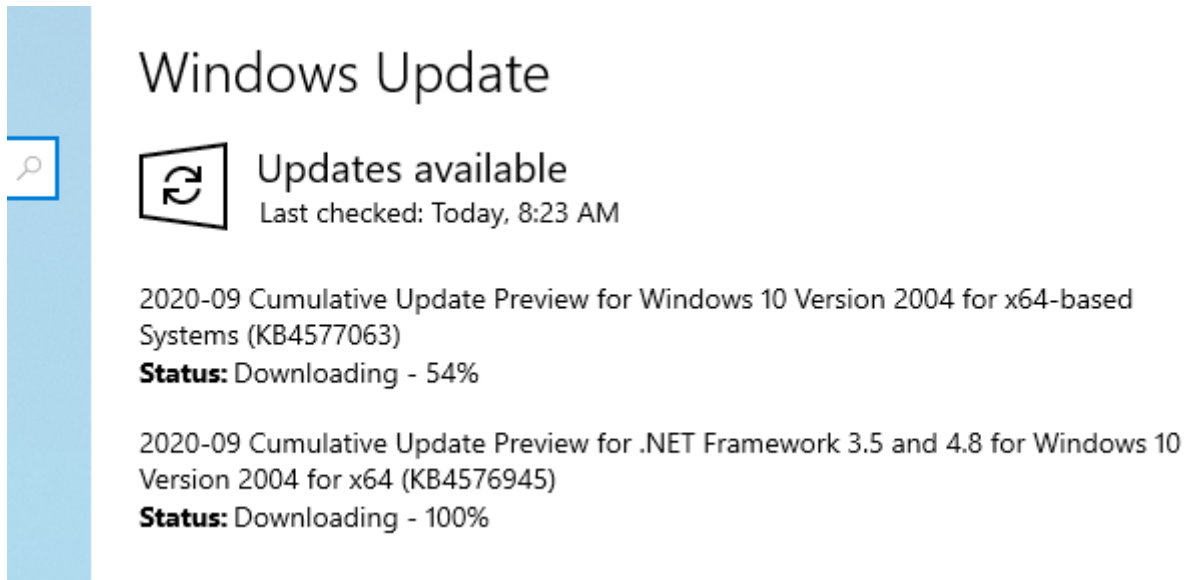 Windows Update
Updates available
Last checked: Today, 8:23 AM
2020-09 Cumulative Update Preview for Windows 10 Version 2004 for x64-based
Systems (KB4577063)
Status: Downloading - 54%
2020-09 Cumulative Update Preview for .NET Framework 3.5 and 4.8 for Windows 10
Version 2004 for x64 (KB4576945)
Status: Downloading - 100%